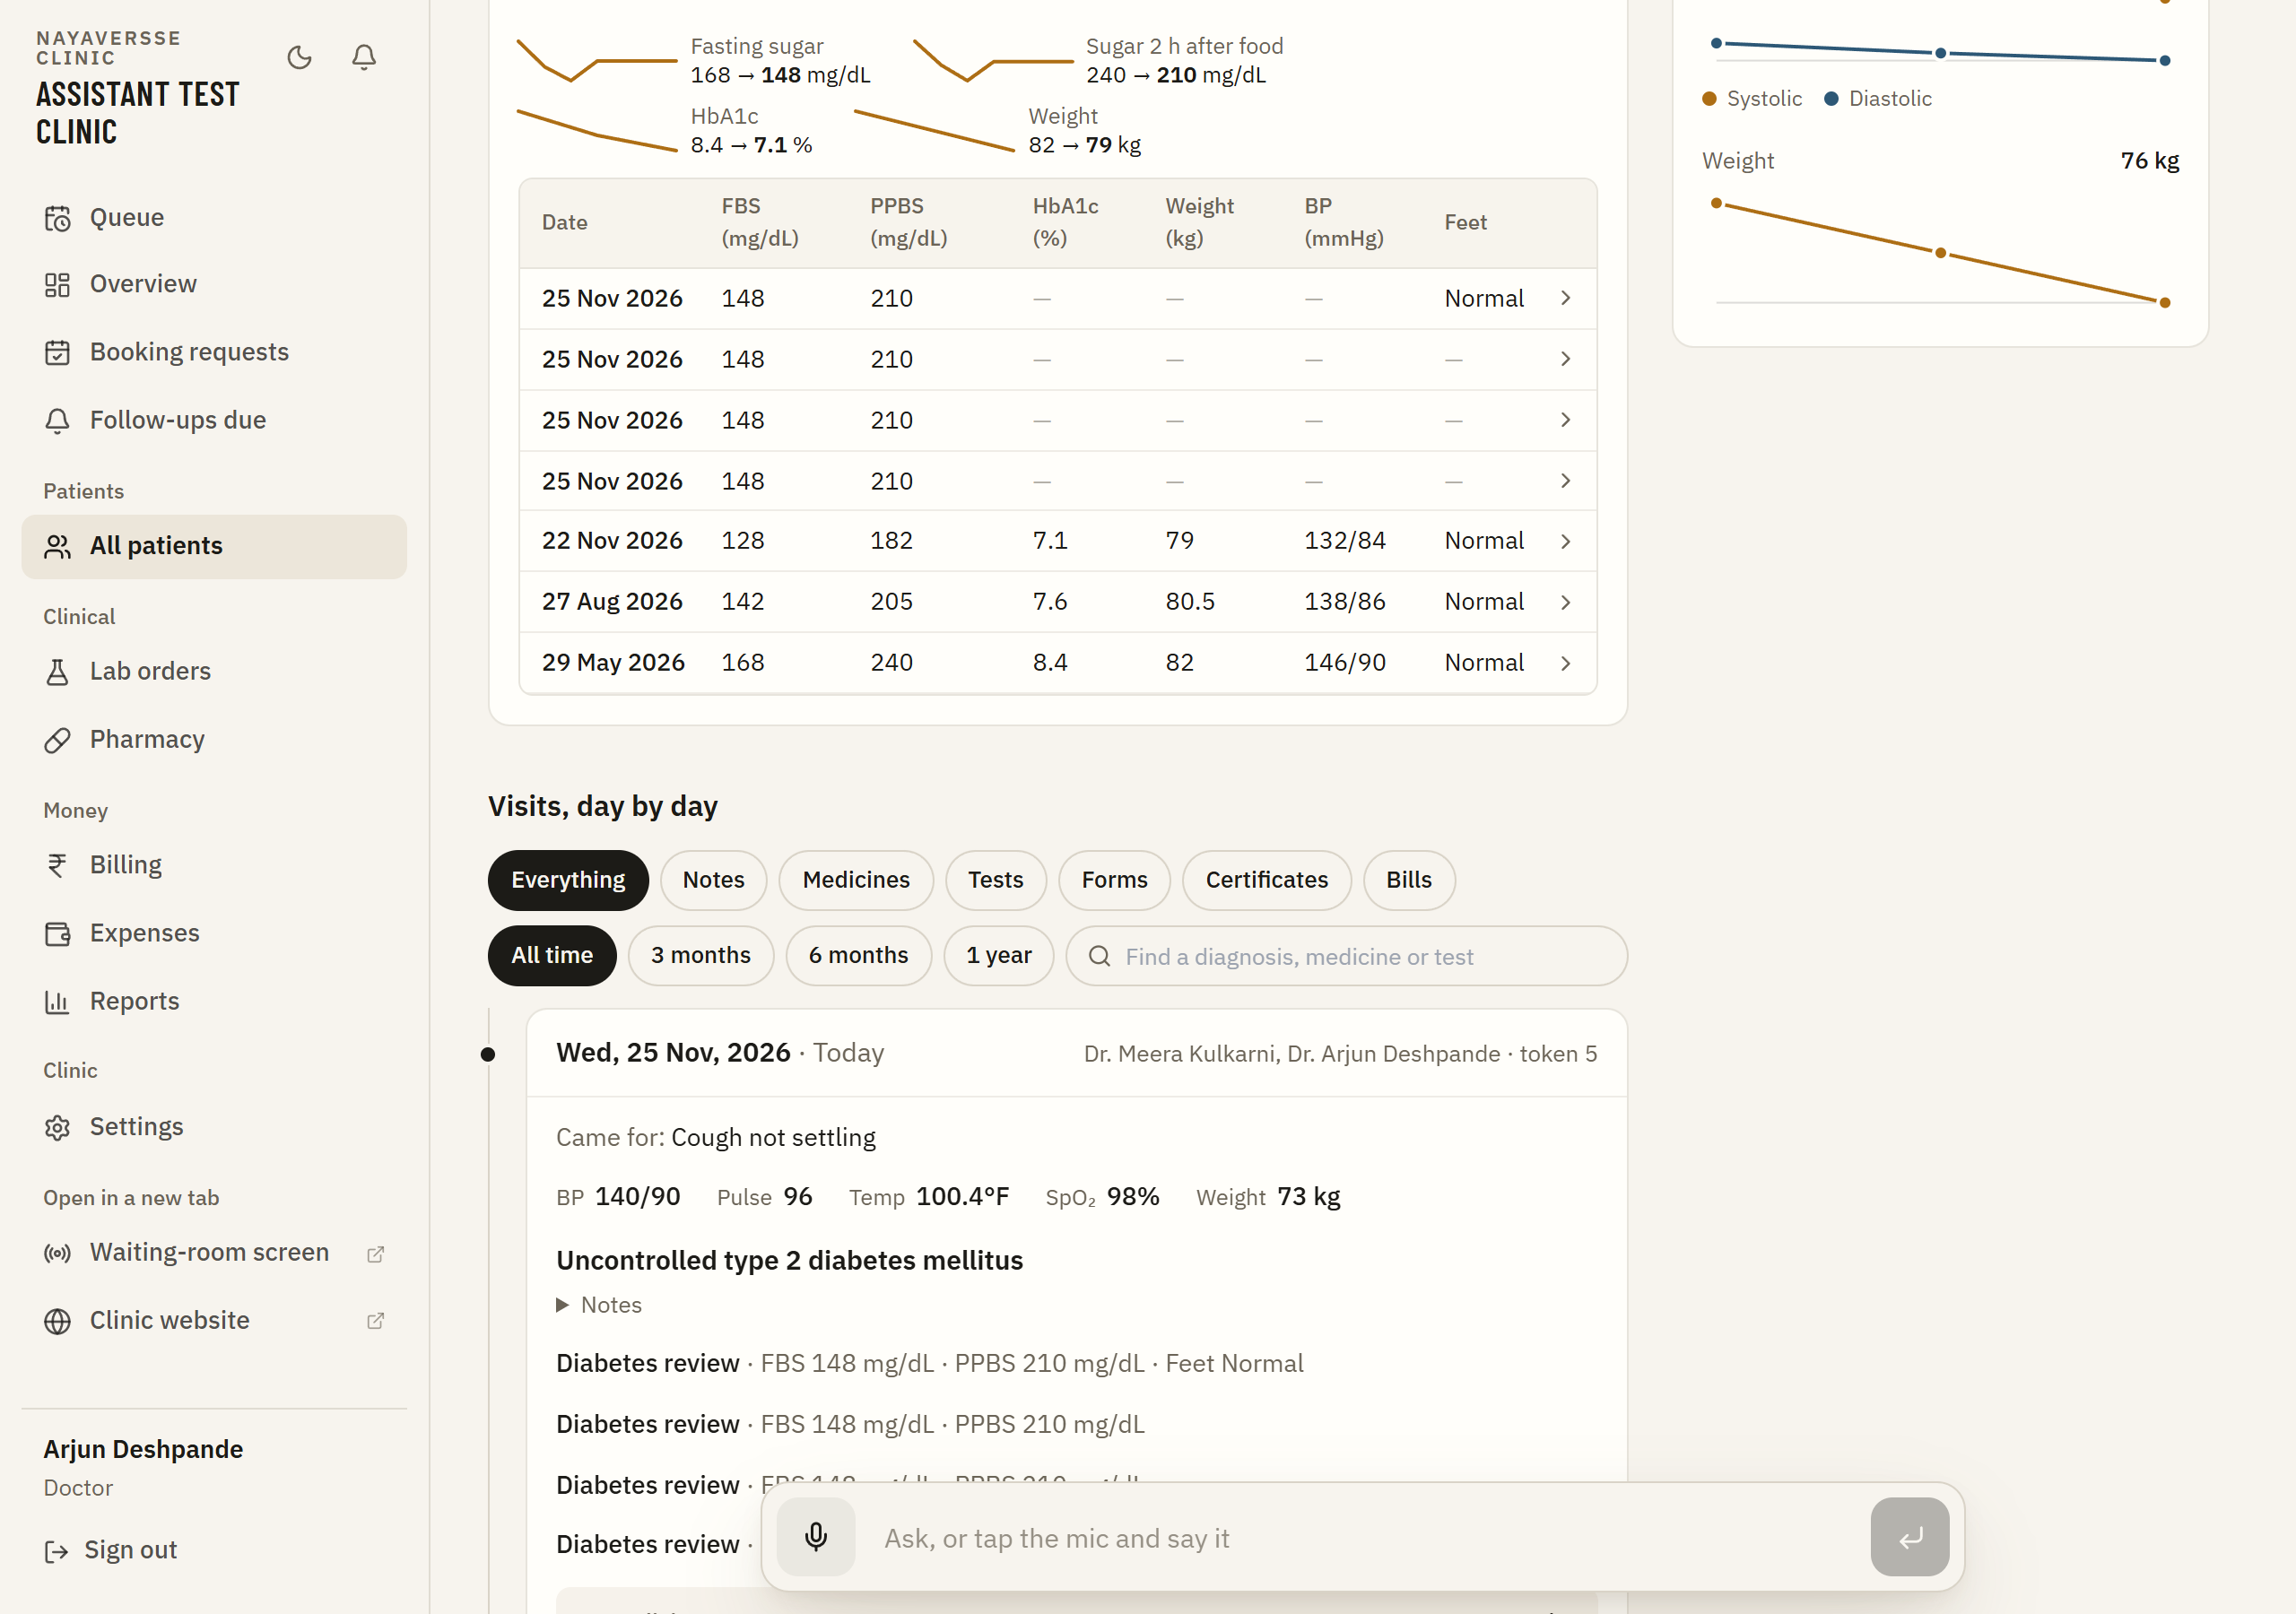 NAYAVERSSE
CLINIC
ASSISTANT TEST
CLINIC
Queue
Overview
Booking requests
Follow-ups due
Patients
All patients
Clinical
Lab orders
Pharmacy
Money
Billing
Expenses
Reports
Clinic
Settings
Open in a new tab
Waiting-room screen
Clinic website
Arjun Deshpande
Doctor
Sign out
Fasting sugar
168 → 148 mg/dL
Sugar 2 h after food
240 → 210 mg/dL
HbA1c
8.4 → 7.1 %
Weight
82 → 79 kg
Date FBS (mg/dL) PPBS (mg/dL) HbA1c (%) Weight (kg) BP (mmHg) Feet
25 Nov 2026 148 210 — — — Normal
25 Nov 2026 148 210 — — — —
25 Nov 2026 148 210 — — — —
25 Nov 2026 148 210 — — — —
22 Nov 2026 128 182 7.1 79 132/84 Normal
27 Aug 2026 142 205 7.6 80.5 138/86 Normal
29 May 2026 168 240 8.4 82 146/90 Normal
Systolic Diastolic
Weight 76 kg
Visits, day by day
Everything Notes Medicines Tests Forms Certificates Bills
All time 3 months 6 months 1 year Find a diagnosis, medicine or test
Wed, 25 Nov, 2026 · Today Dr. Meera Kulkarni, Dr. Arjun Deshpande · token 5
Came for: Cough not settling
BP 140/90 Pulse 96 Temp 100.4°F SpO₂ 98% Weight 73 kg
Uncontrolled type 2 diabetes mellitus
Notes
Diabetes review · FBS 148 mg/dL · PPBS 210 mg/dL · Feet Normal
Diabetes review · FBS 148 mg/dL · PPBS 210 mg/dL
Diabetes review · FBS 148 mg/dL · PPBS 210 mg/dL
Diabetes review ·
Ask, or tap the mic and say it